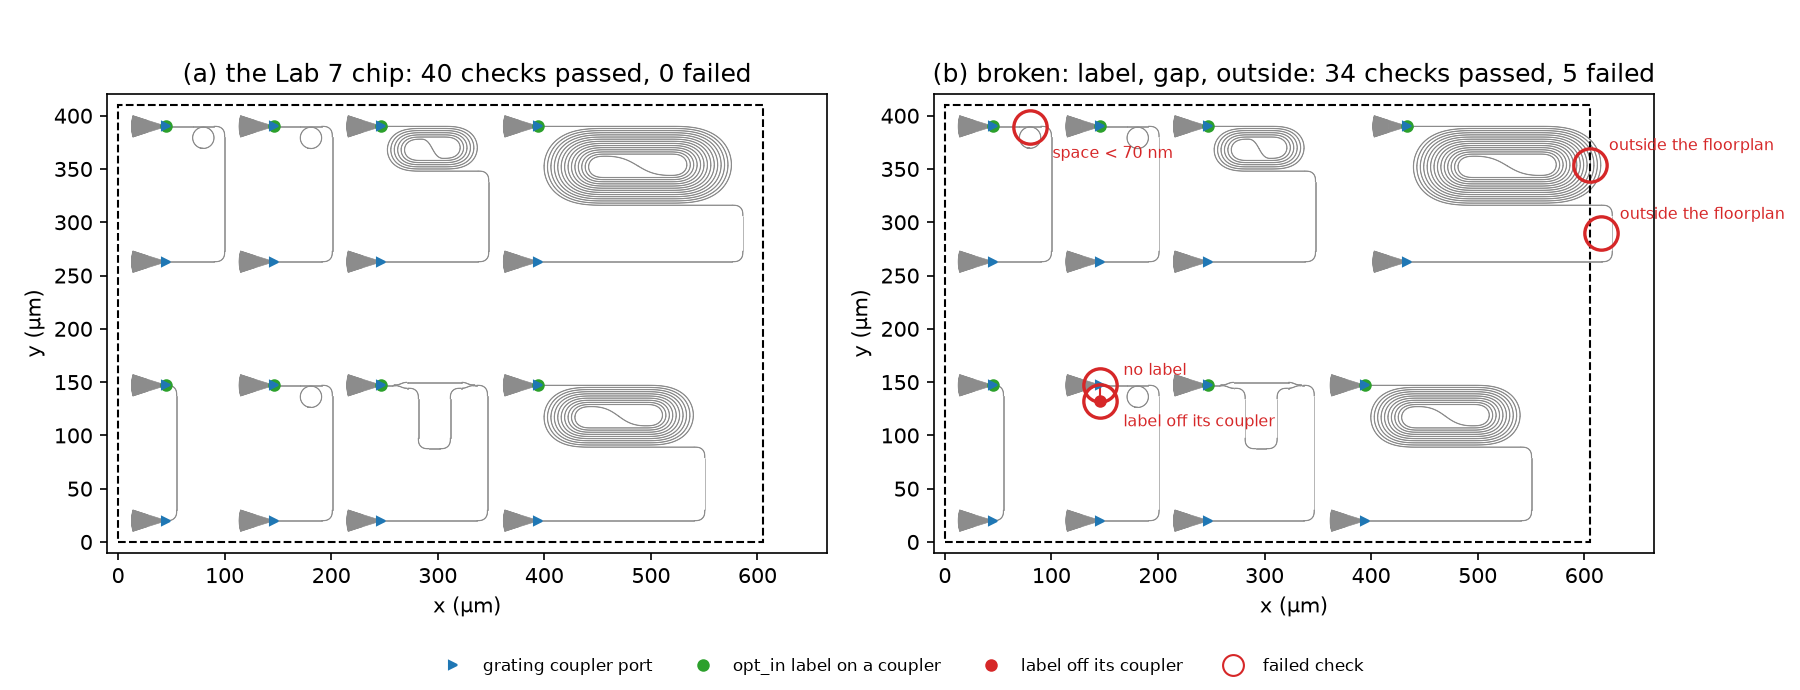 (a) the Lab 7 chip: 40 checks passed, 0 failed
400
350
300
250
200
150
100
50
0
y (µm)
0 100 200 300 400 500 600
x (µm)
(b) broken: label, gap, outside: 34 checks passed, 5 failed
400
350
300
250
200
150
100
50
0
y (µm)
space < 70 nm
outside the floorplan
outside the floorplan
no label
label off its coupler
0 100 200 300 400 500 600
x (µm)
grating coupler port
opt_in label on a coupler
label off its coupler
failed check